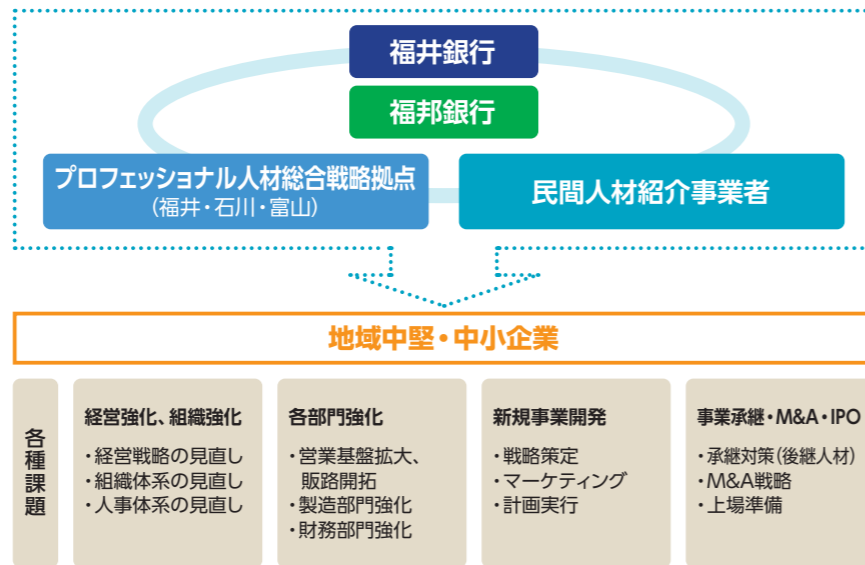 福井銀行
福邦銀行
プロフェッショナル人材総合戦略拠点
（福井・石川・富山）
民間人材紹介事業者
地域中堅・中小企業
各種課題
経営強化、組織強化
・経営戦略の見直し
・組織体系の見直し
・人事体系の見直し
各部門強化
・営業基盤拡大、
販路開拓
・製造部門強化
・財務部門強化
新規事業開発
・戦略策定
・マーケティング
・計画実行
事業承継・M&A・IPO
・承継対策（後継人材）
・M&A戦略
・上場準備